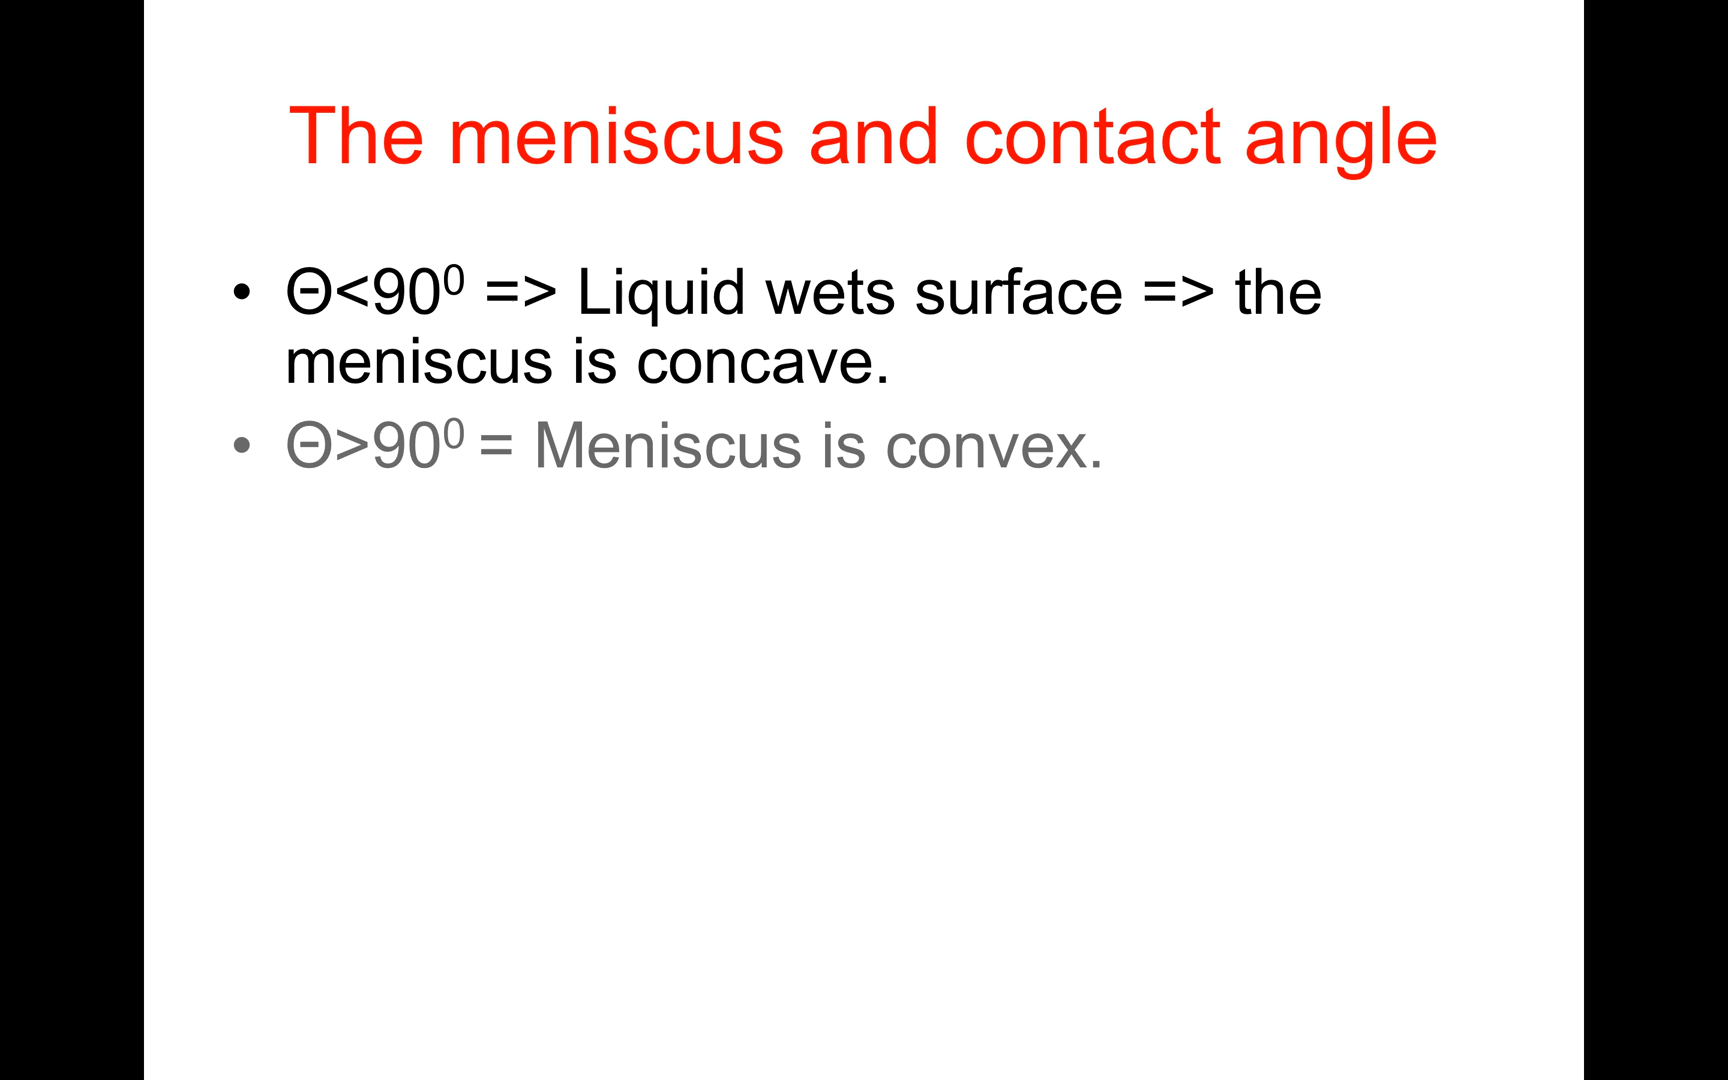 The meniscus and contact angle
• Θ<90⁰ => Liquid wets surface => the
meniscus is concave.
• Θ>90⁰ = Meniscus is convex.